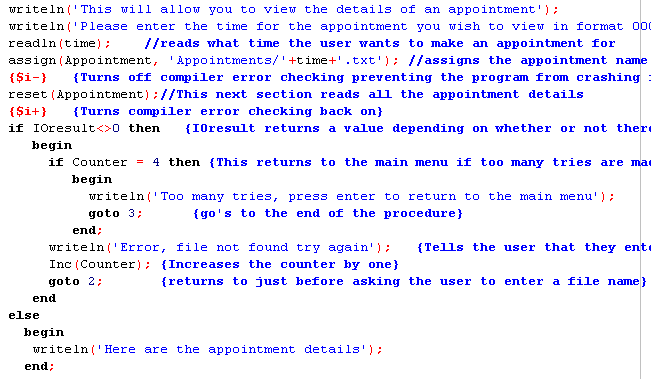 writeln('This will allow you to view the details of an appointment');
writeln('Please enter the time for the appointment you wish to view in format 000
readln(time);    //reads what time the user wants to make an appointment for
assign(Appointment, 'Appointments/'+time+'.txt'); //assigns the appointment name
{$i-}   {Turns off compiler error checking preventing the program from crashing
reset(Appointment);//This next section reads all the appointment details
{$i+}   {Turns compiler error checking back on}
if IOresult<>0 then   {IOresult returns a value depending on whether or not there
   begin
     if Counter = 4 then {This returns to the main menu if too many tries are mad
        begin
          writeln('Too many tries, press enter to return to the main menu');
          goto 3;      {go's to the end of the procedure}
        end;
     writeln('Error, file not found try again');   {Tells the user that they ente
     Inc(Counter); {Increases the counter by one}
     goto 2;      {returns to just before asking the user to enter a file name}
   end
else
  begin
   writeln('Here are the appointment details');
  end;